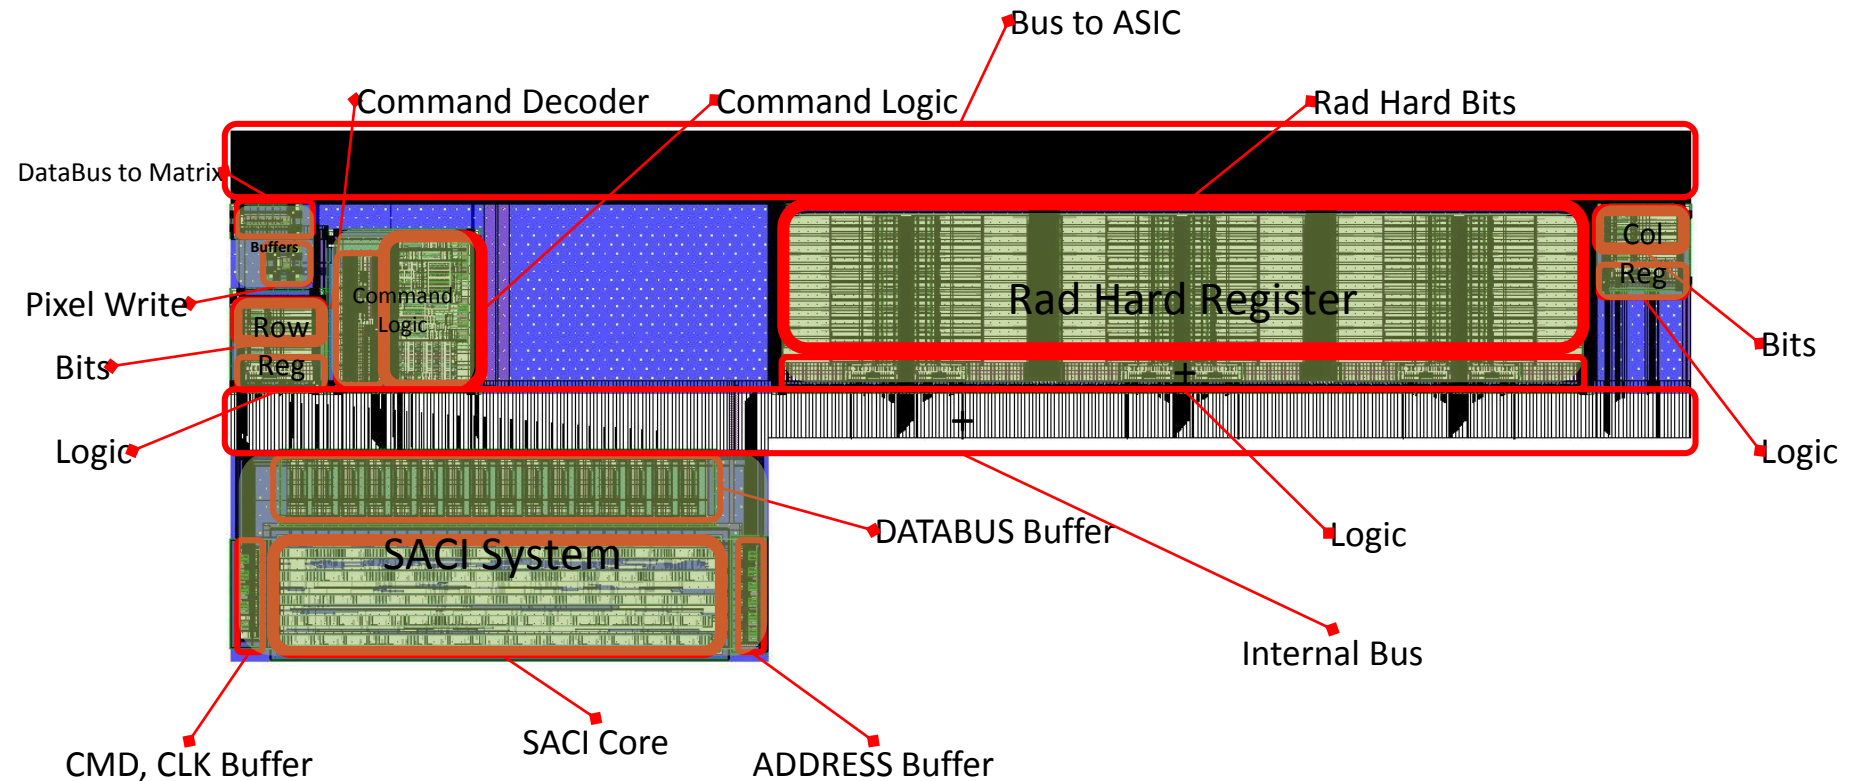 Bus to ASIC
Command Decoder
Command Logic
Rad Hard Bits
DataBus to Matrix
Buffers
Col
Reg
Pixel Write
Command
Logic
Rad Hard Register
Row
Reg
Bits
Bits
Logic
Logic
DATABUS Buffer
Logic
SACI System
Internal Bus
SACI Core
CMD, CLK Buffer
ADDRESS Buffer